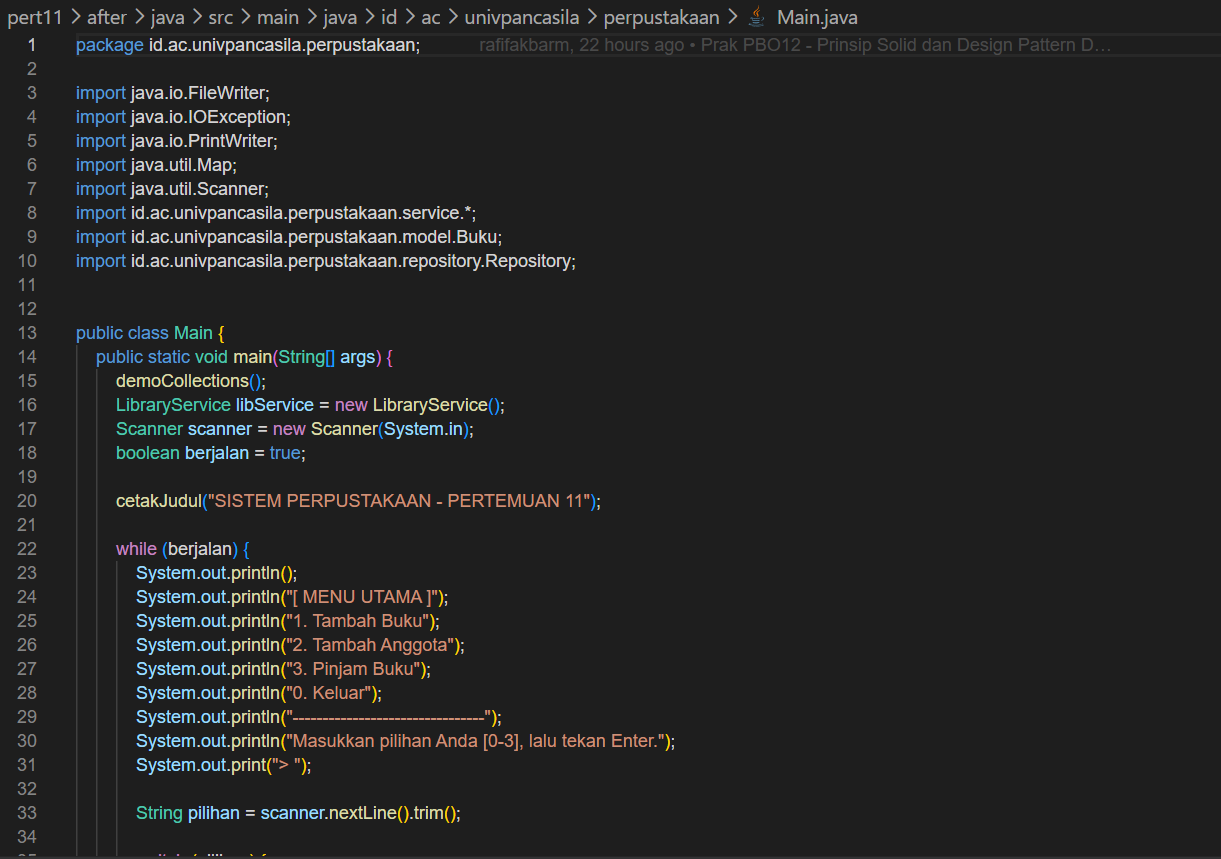 pert11 > after > java > src > main > java > id > ac > univpancasila > perpustakaan > Main.java
1 package id.ac.univpancasila.perpustakaan; rafifakbarm, 22 hours ago • Prak PBO12 - Prinsip Solid dan Design Pattern D…
2
3 import java.io.FileWriter;
4 import java.io.IOException;
5 import java.io.PrintWriter;
6 import java.util.Map;
7 import java.util.Scanner;
8 import id.ac.univpancasila.perpustakaan.service.*;
9 import id.ac.univpancasila.perpustakaan.model.Buku;
10 import id.ac.univpancasila.perpustakaan.repository.Repository;
11
12
13 public class Main {
14 public static void main(String[] args) {
15 demoCollections();
16 LibraryService libService = new LibraryService();
17 Scanner scanner = new Scanner(System.in);
18 boolean berjalan = true;
19
20 cetakJudul("SISTEM PERPUSTAKAAN - PERTEMUAN 11");
21
22 while (berjalan) {
23 System.out.println();
24 System.out.println("[ MENU UTAMA ]");
25 System.out.println("1. Tambah Buku");
26 System.out.println("2. Tambah Anggota");
27 System.out.println("3. Pinjam Buku");
28 System.out.println("0. Keluar");
29 System.out.println("--------------------------------");
30 System.out.println("Masukkan pilihan Anda [0-3], lalu tekan Enter.");
31 System.out.print("> ");
32
33 String pilihan = scanner.nextLine().trim();
34